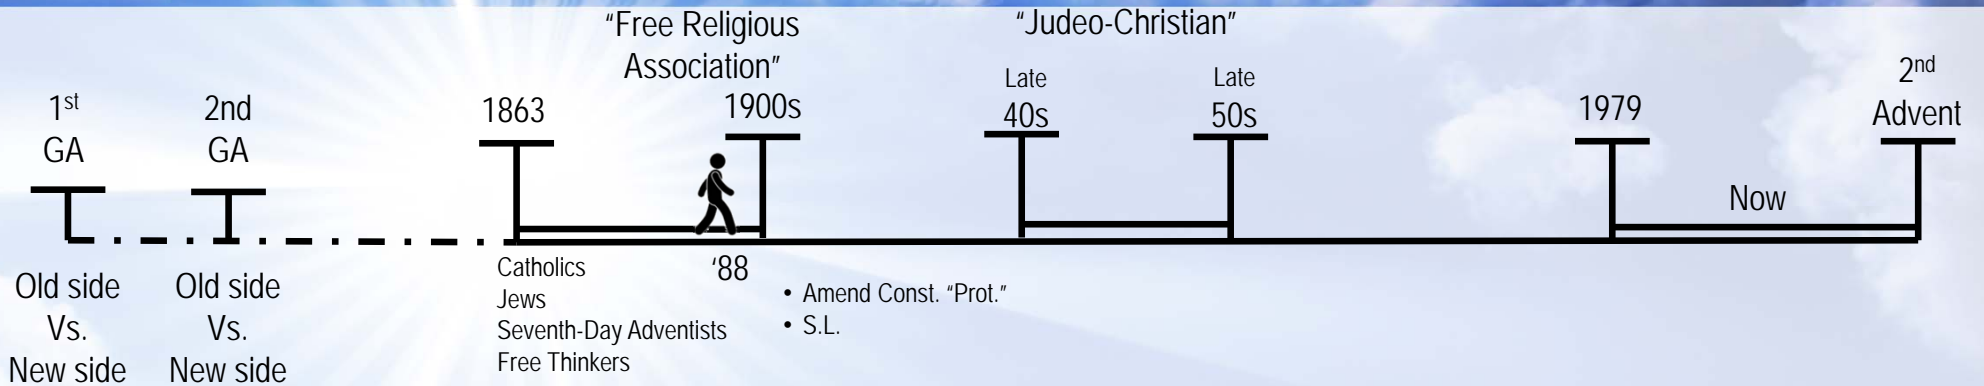 "Free Religious
Association"
"Judeo-Christian"
1st
GA
2nd
GA
1863
1900s
Late
40s
Late
50s
1979
2nd
Advent
Now
Old side
Vs.
New side
Old side
Vs.
New side
Catholics
Jews
Seventh-Day Adventists
Free Thinkers
'88
• Amend Const. "Prot."
• S.L.